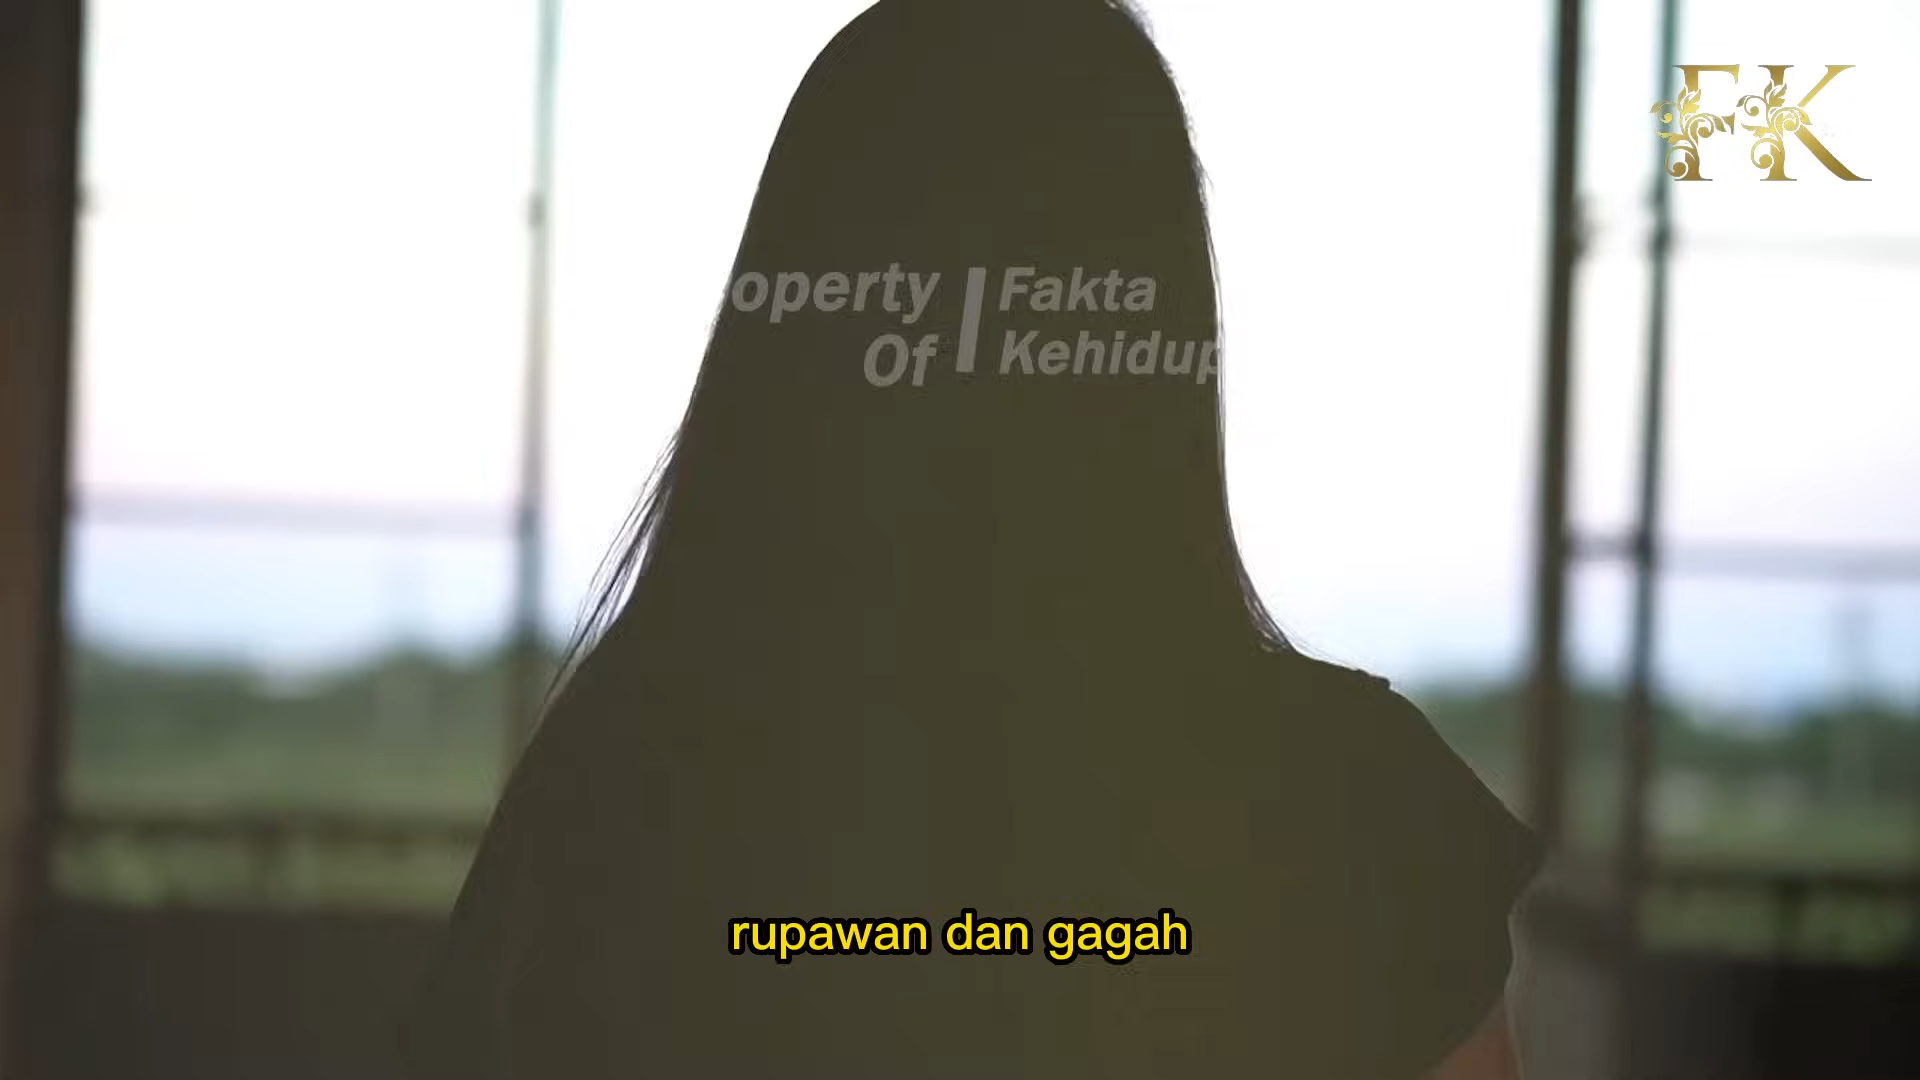 FK
operty
Of
Fakta
Kehidup
rupawan dan gagah